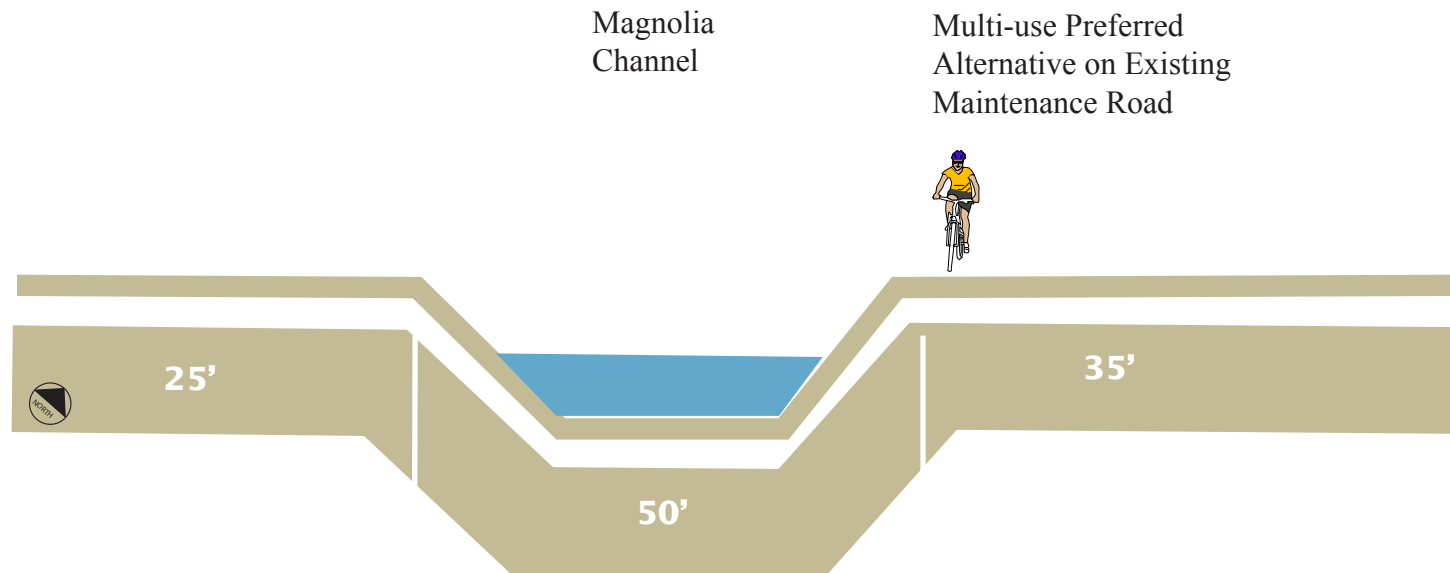 Magnolia
Channel
Multi-use Preferred
Alternative on Existing
Maintenance Road
25’
35’
NORTH
50’